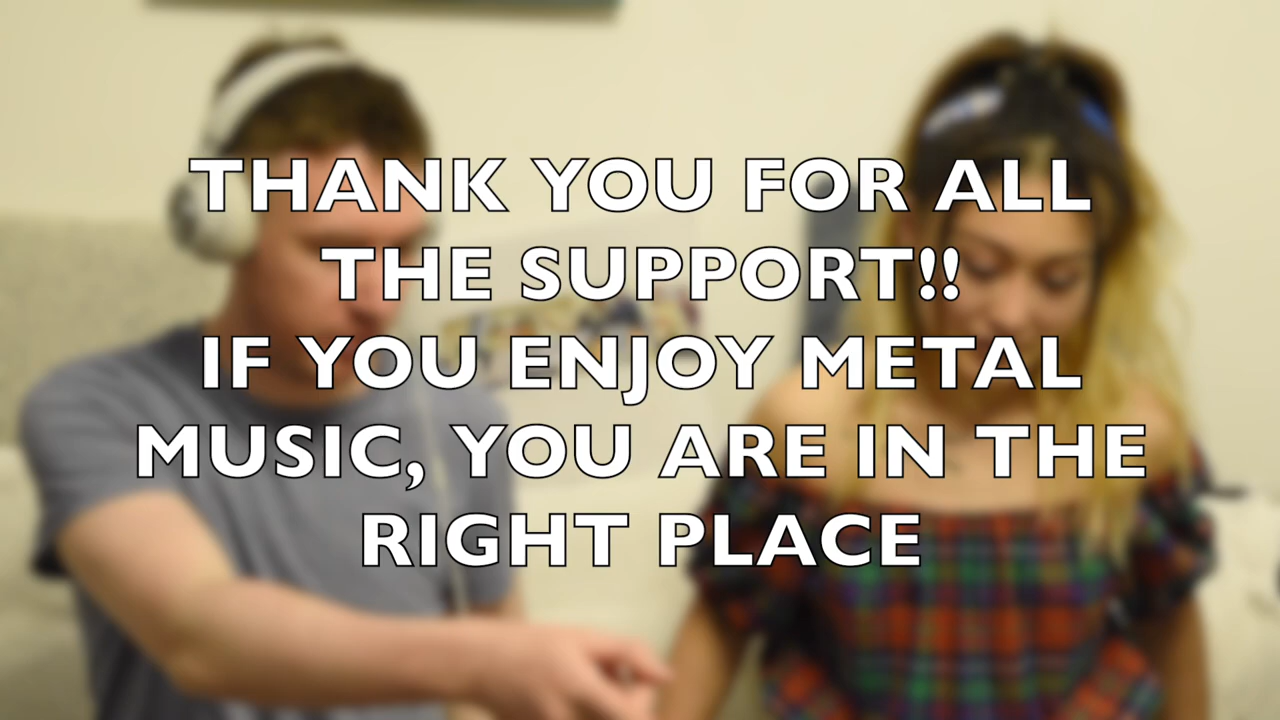 THANK YOU FOR ALL
THE SUPPORT!!
IF YOU ENJOY METAL
MUSIC, YOU ARE IN THE
RIGHT PLACE